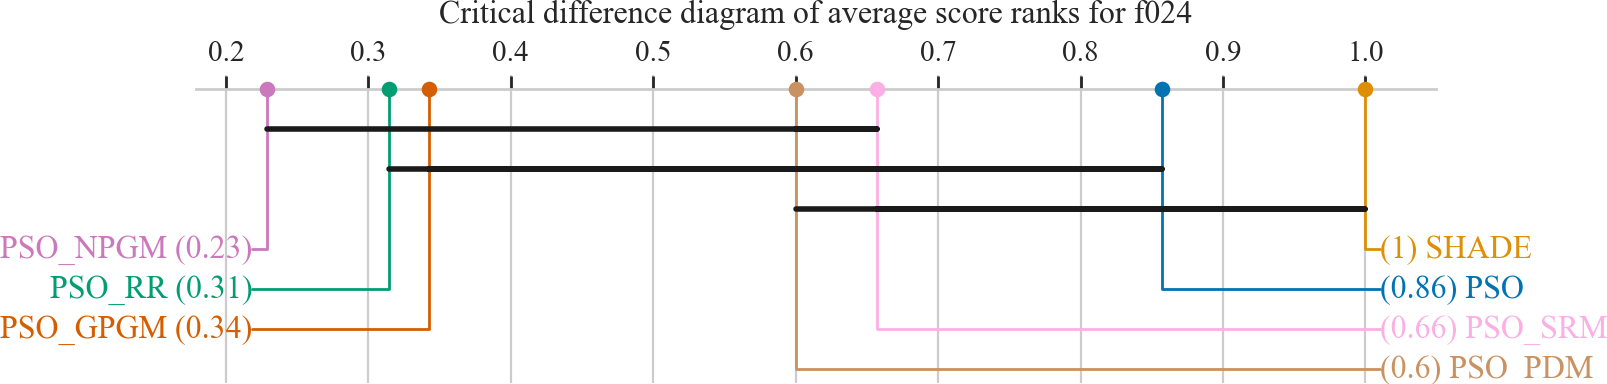 Critical difference diagram of average score ranks for f024
0.2 0.3 0.4 0.5 0.6 0.7 0.8 0.9 1.0
PSO_NPGM (0.23) (1) SHADE
PSO_RR (0.31) (0.86) PSO
PSO_GPGM (0.34) (0.66) PSO_SRM
(0.6) PSO PDM